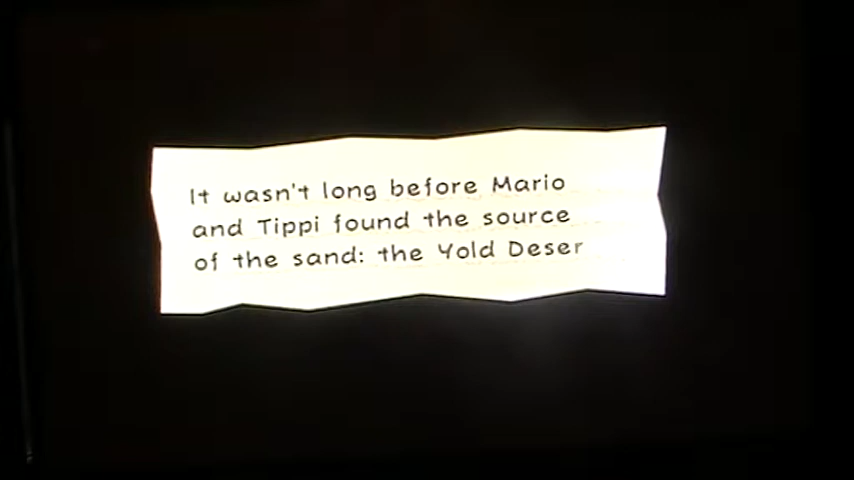 It wasn't long before Mario
and Tippi found the source
of the sand: the Yold Deser